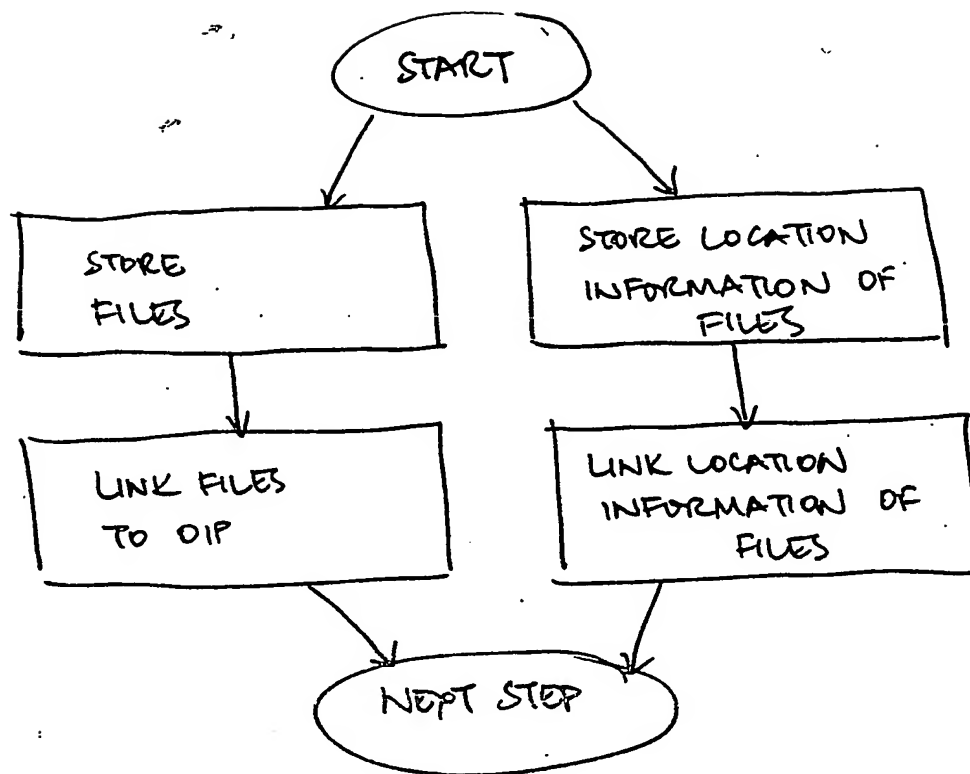 START
STORE
FILES
STORE LOCATION
INFORMATION OF
FILES
LINK FILES
TO OIP
LINK LOCATION
INFORMATION OF
FILES
NEXT STEP